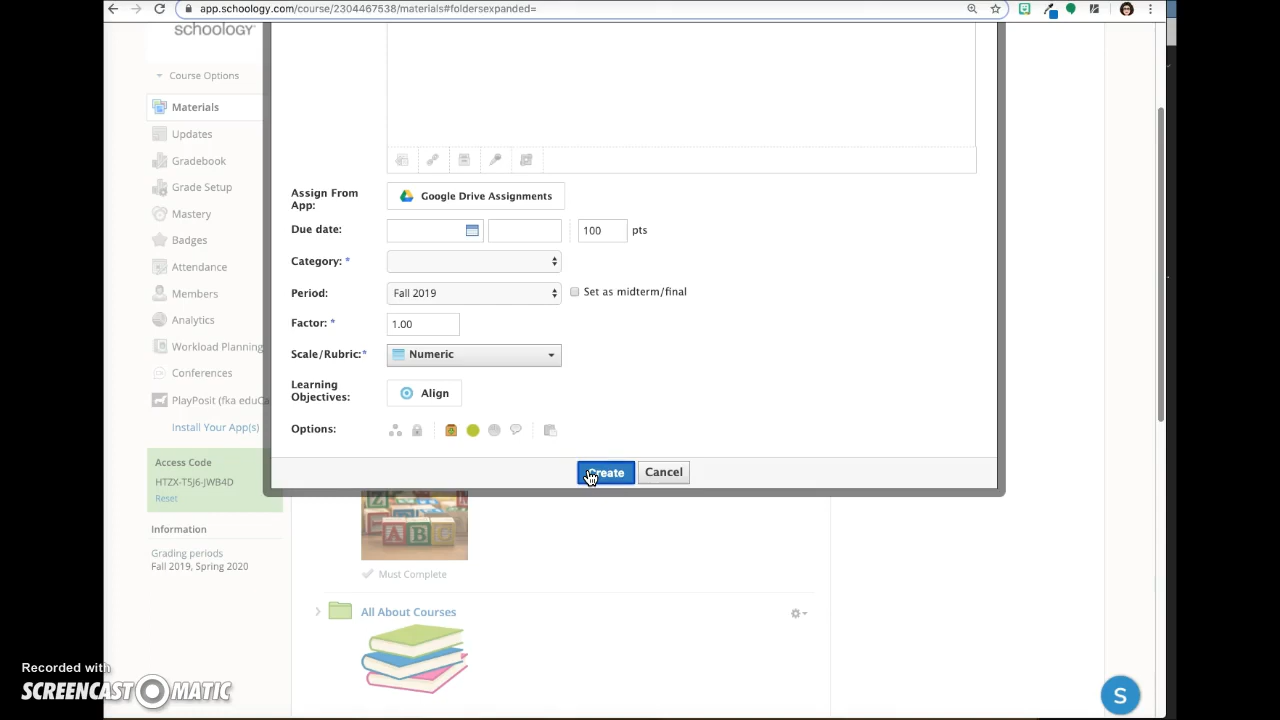 app.schoology.com/course/2304467538/materials#foldersexpanded=
schoology
Course Options
Materials
Updates
Gradebook
Grade Setup
Mastery
Badges
Attendance
Members
Analytics
Workload Planning
Conferences
PlayPosit (fka eduCa
Install Your App(s)
Access Code
HTZX-T5J6-JWB4D
Reset
Information
Grading periods
Fall 2019, Spring 2020
Assign From
App:
Google Drive Assignments
Due date:
100 pts
Category: *
Period:
Fall 2019
Set as midterm/final
Factor: *
1.00
Scale/Rubric:*
Numeric
Learning
Objectives:
Align
Options:
Create
Cancel
A B C
Must Complete
All About Courses
Recorded with
SCREENCAST O MATIC
S